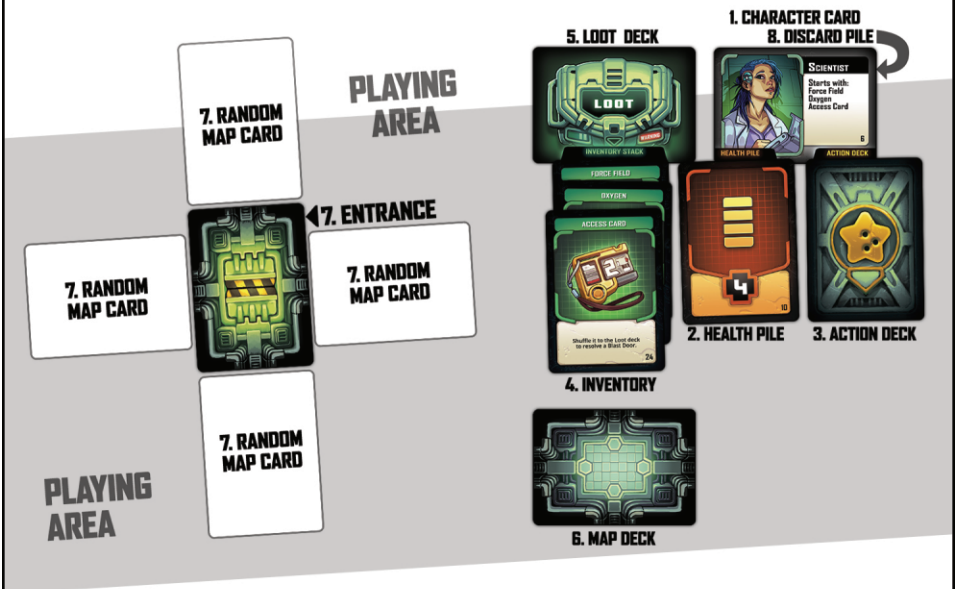 1. CHARACTER CARD
8. DISCARD PILE
5. LOOT DECK
PLAYING
AREA
7. RANDOM
MAP CARD
LOOT
WARNING
INVENTORY STACK
SCIENTIST
Starts with:
Force Field
Oxygen
Access Card
6
HEALTH PILE
ACTION DECK
FORCE FIELD
OXYGEN
ACCESS CARD
24
Shuffle it to the Loot deck
to resolve a Blast Door.
4
10
7. ENTRANCE
7. RANDOM
MAP CARD
7. RANDOM
MAP CARD
2. HEALTH PILE
3. ACTION DECK
4. INVENTORY
7. RANDOM
MAP CARD
PLAYING
AREA
6. MAP DECK